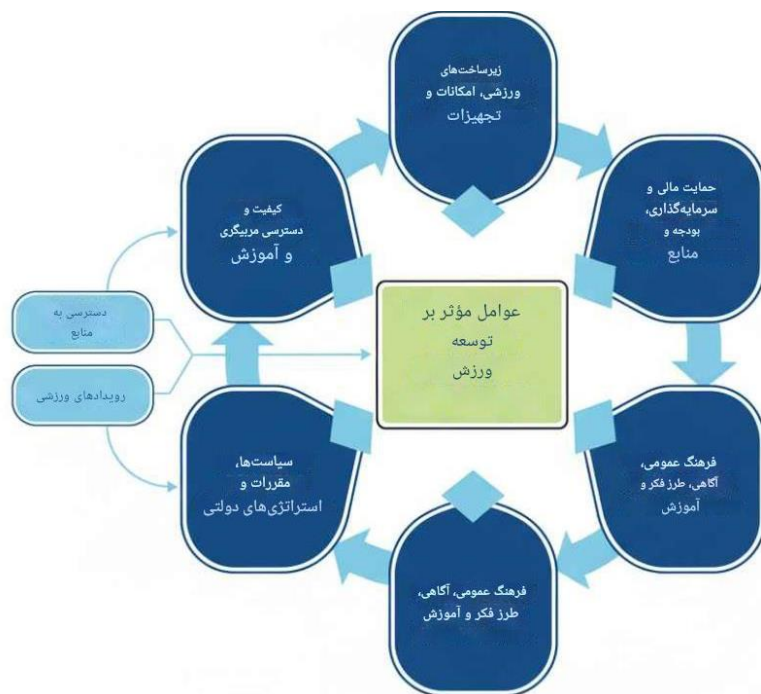 زیرساخت‌های
ورزشی، امکانات و
تجهیزات
حمایت مالی و
سرمایه‌گذاری،
بودجه و
منابع
کیفیت و
دسترسی مربیگری
و آموزش
دسترسی به
منابع
عوامل مؤثر بر
توسعه
ورزش
رویدادهای ورزشی
فرهنگ عمومی،
آگاهی، طرز فکر و
آموزش
سیاست‌ها،
مقررات و
استراتژی‌های دولتی
فرهنگ عمومی، آگاهی،
طرز فکر و آموزش